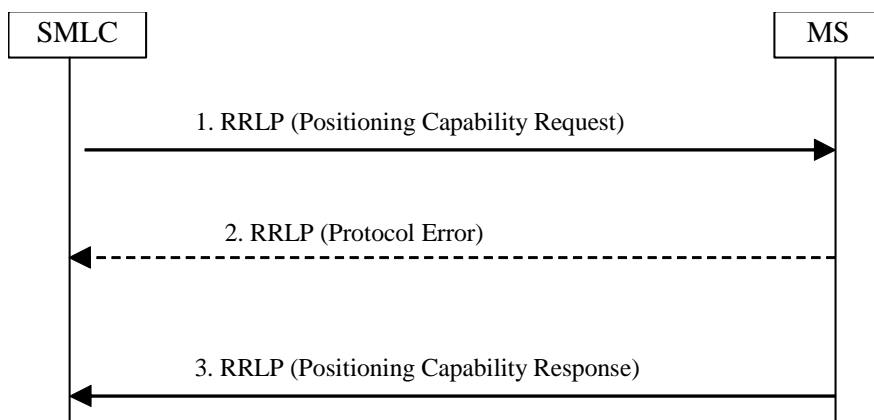 SMLC
MS
1. RRLP (Positioning Capability Request)
2. RRLP (Protocol Error)
3. RRLP (Positioning Capability Response)